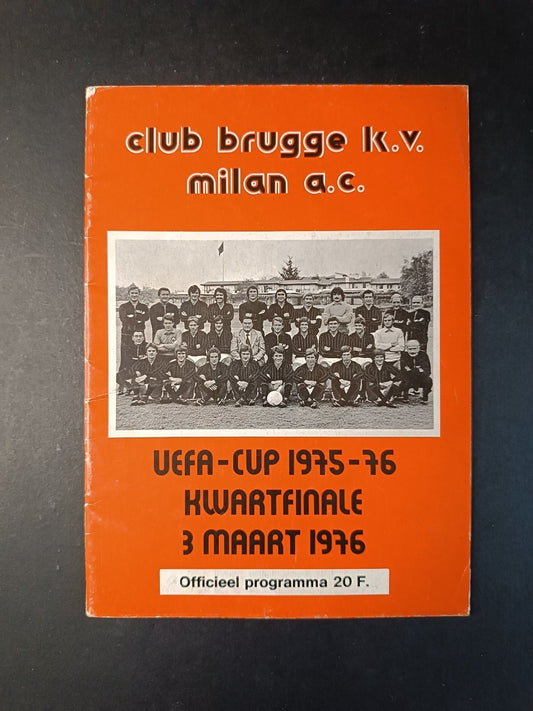 club brugge k.v.
milan a.c.
UEFA-CUP 1975-76
KWARTFINALE
3 MAART 1976
Officieel programma 20 F.